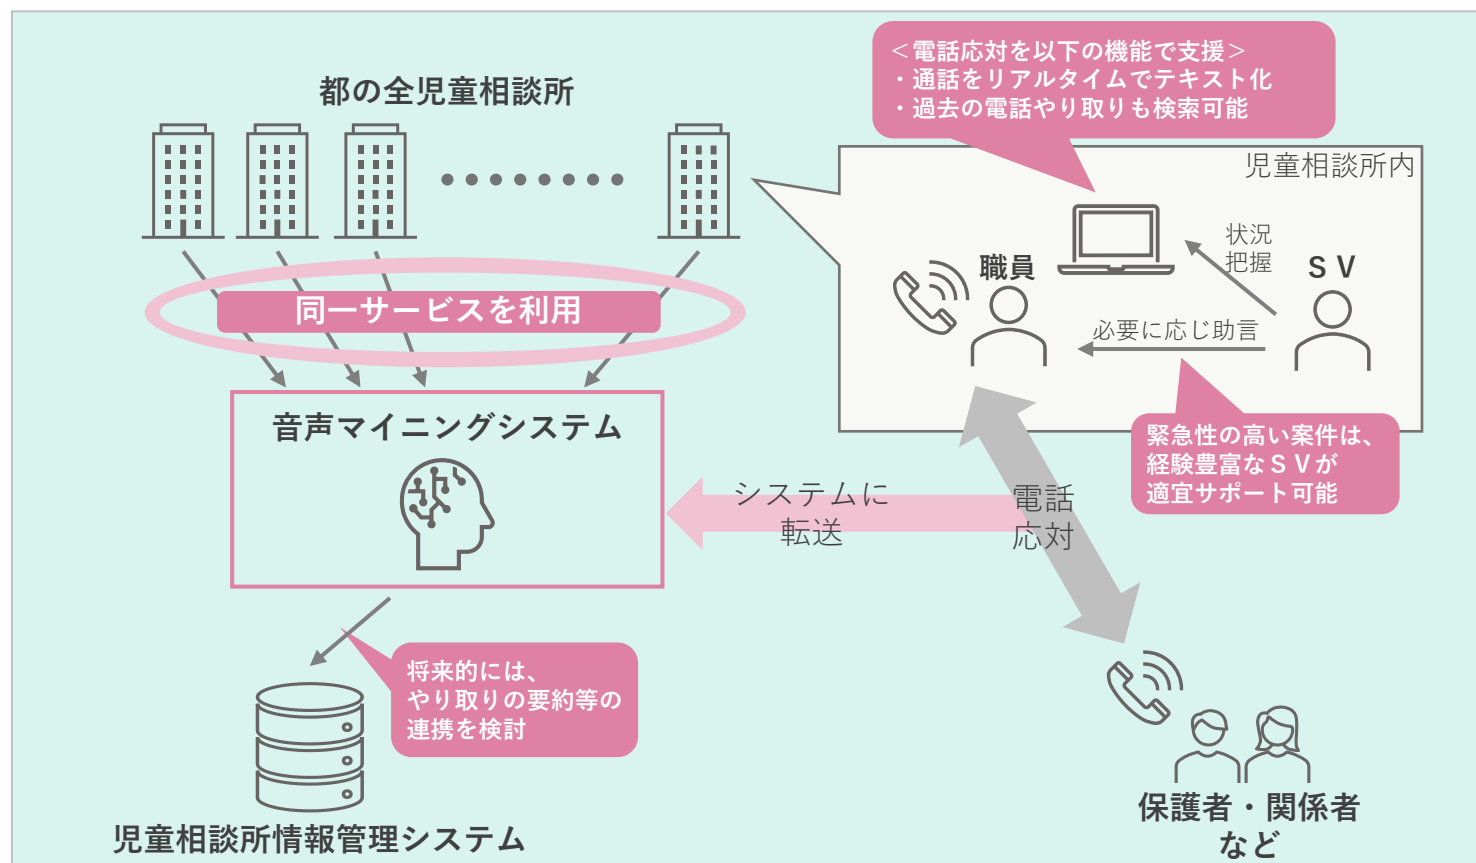 都の全児童相談所
同一サービスを利用
音声マイニングシステム
将来的には、
やり取りの要約等の
連携を検討
児童相談所情報管理システム
＜電話応対を以下の機能で支援＞
・通話をリアルタイムでテキスト化
・過去の電話やり取りも検索可能
児童相談所内
職員
状況
把握
ＳＶ
必要に応じ助言
緊急性の高い案件は、
経験豊富なＳＶが
適宜サポート可能
システムに
転送
電話
応対
保護者・関係者
など